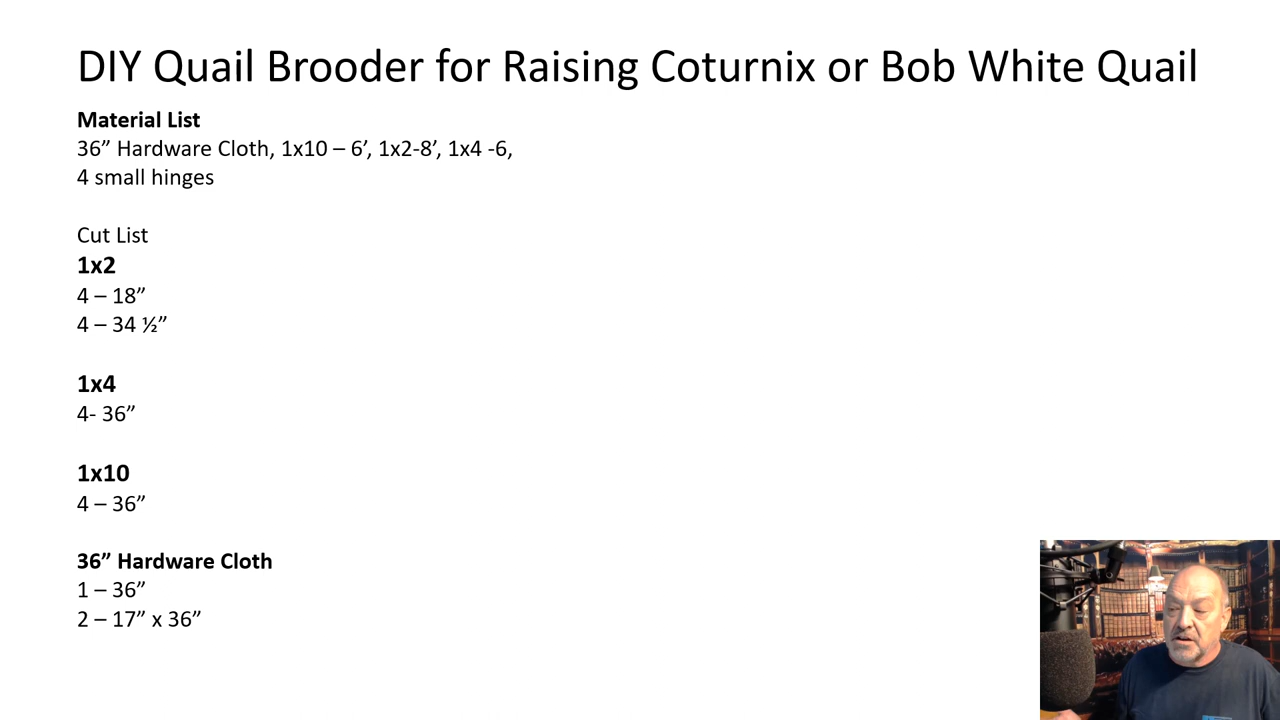 DIY Quail Brooder for Raising Coturnix or Bob White Quail
Material List
36” Hardware Cloth, 1x10 – 6’, 1x2-8’, 1x4 -6,
4 small hinges
Cut List
1x2
4 – 18”
4 – 34 ½”
1x4
4- 36”
1x10
4 – 36”
36” Hardware Cloth
1 – 36”
2 – 17” x 36”